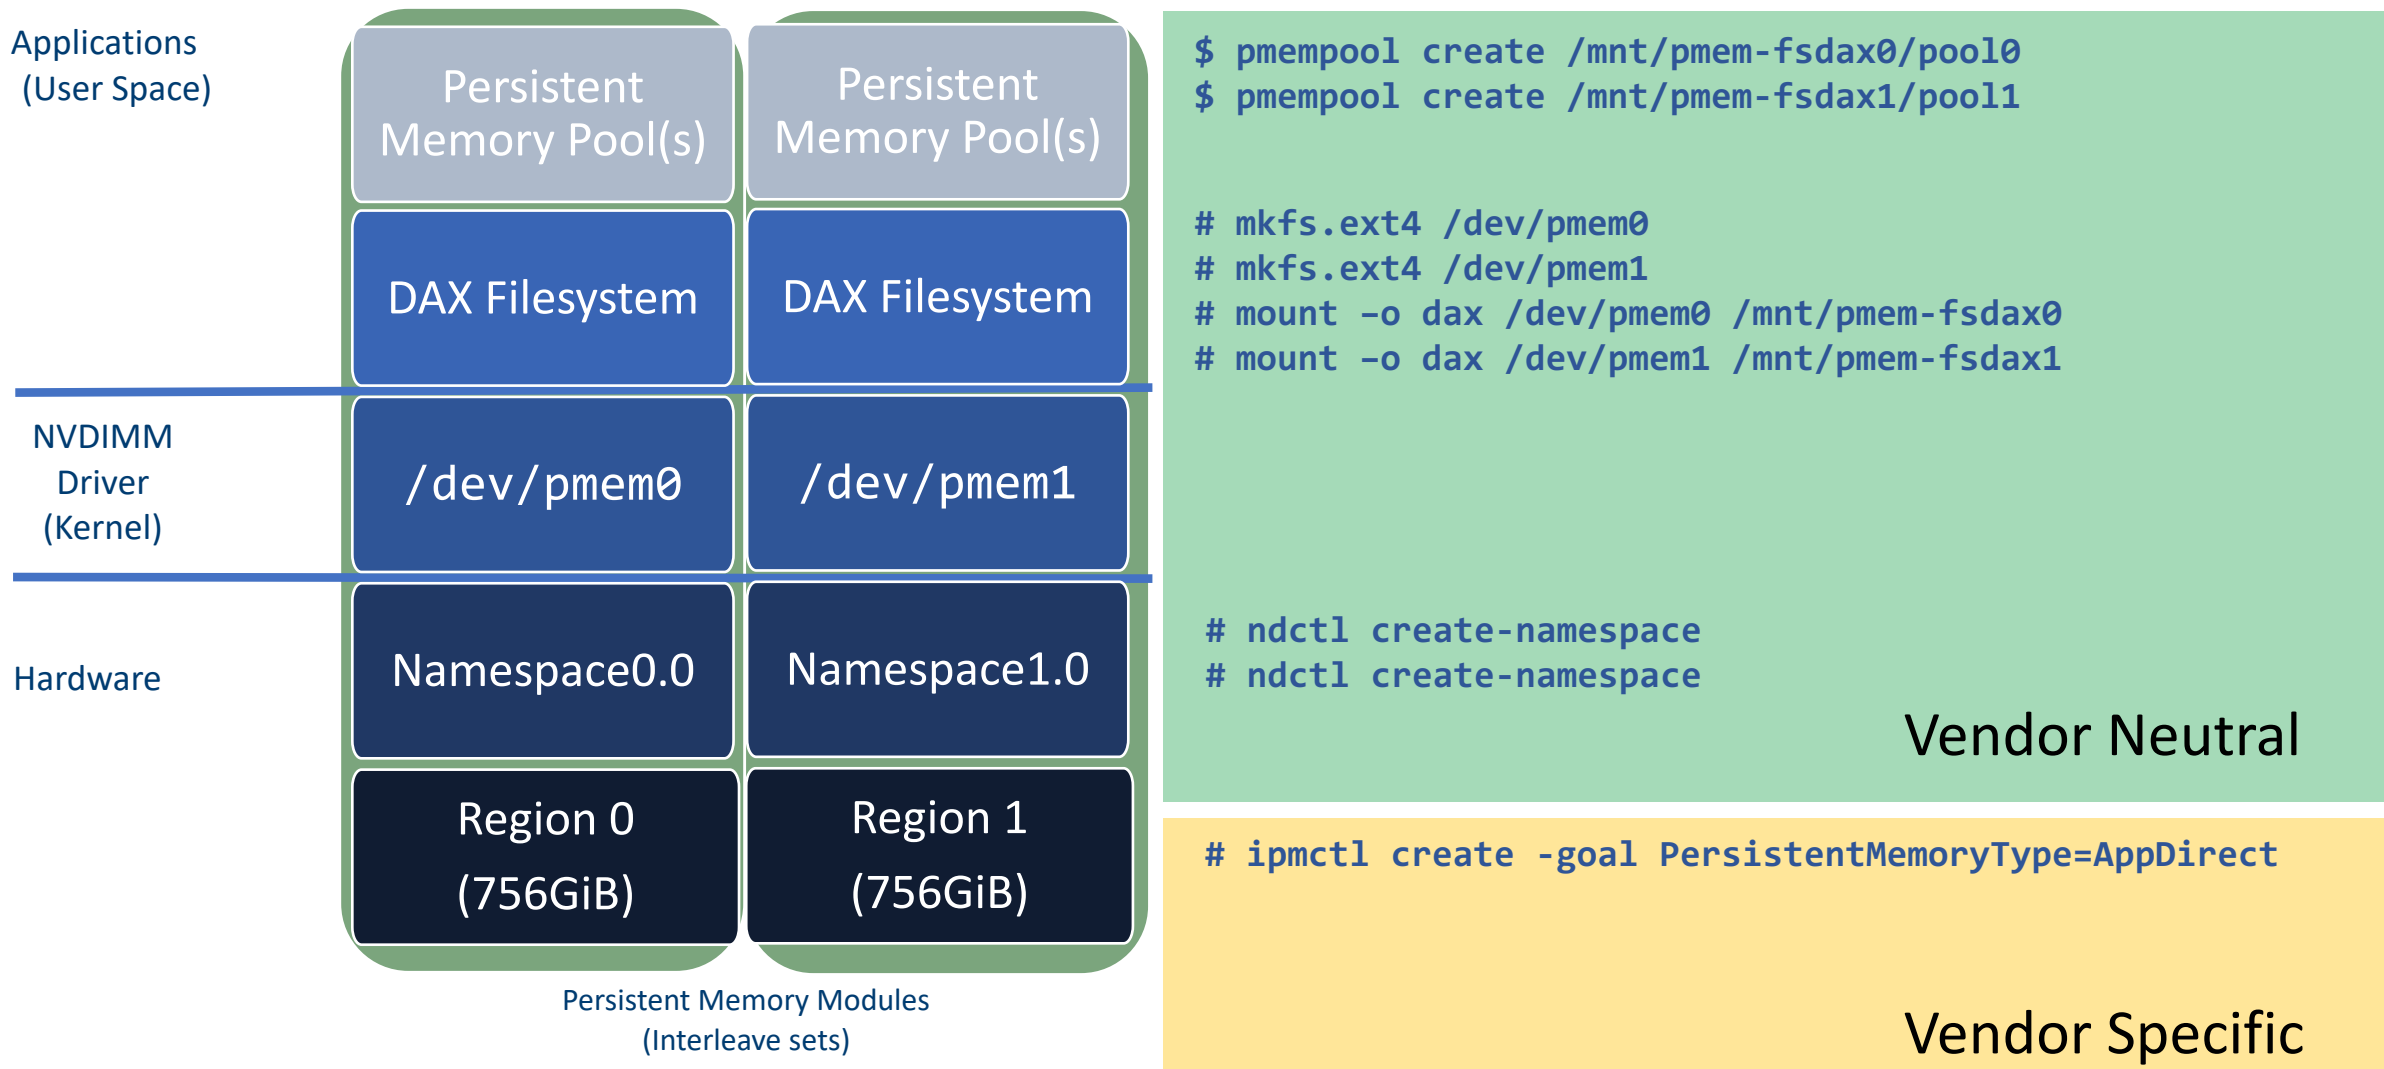 Applications
(User Space)
NVDIMM
Driver
(Kernel)
Hardware
Persistent
Memory Pool(s)
DAX Filesystem
/dev/pmem0
Namespace0.0
Region 0
(756GiB)
Persistent
Memory Pool(s)
DAX Filesystem
/dev/pmem1
Namespace1.0
Region 1
(756GiB)
Persistent Memory Modules
(Interleave sets)
$ pmempool create /mnt/pmem-fsdax0/pool0
$ pmempool create /mnt/pmem-fsdax1/pool1
# mkfs.ext4 /dev/pmem0
# mkfs.ext4 /dev/pmem1
# mount –o dax /dev/pmem0 /mnt/pmem-fsdax0
# mount –o dax /dev/pmem1 /mnt/pmem-fsdax1
# ndctl create-namespace
# ndctl create-namespace
Vendor Neutral
# ipmctl create -goal PersistentMemoryType=AppDirect
Vendor Specific